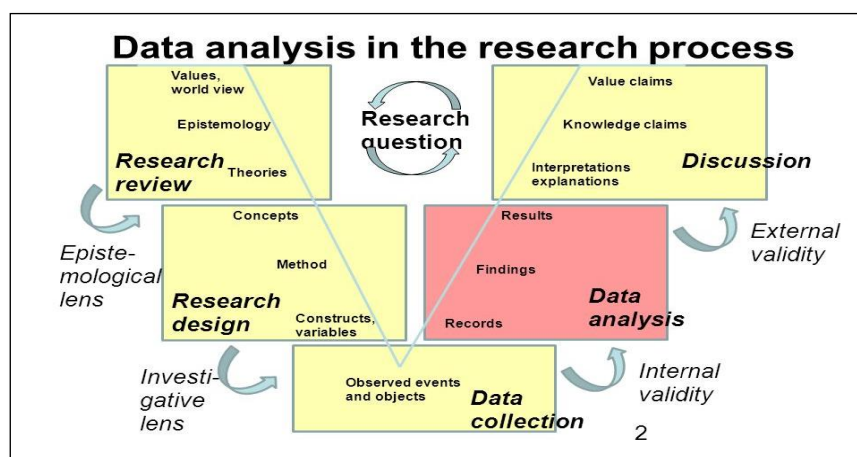 Data analysis in the research process
Values,
world view
Epistemology
Theories
Research
review
Research
question
Value claims
Knowledge claims
Interpretations
explanations
Discussion
Episte-
mological
lens
Concepts
Method
Constructs,
variables
Research
design
Results
Findings
Records
Data
analysis
External
validity
Investi-
gative
lens
Observed events
and objects
Data
collection
Internal
validity
2